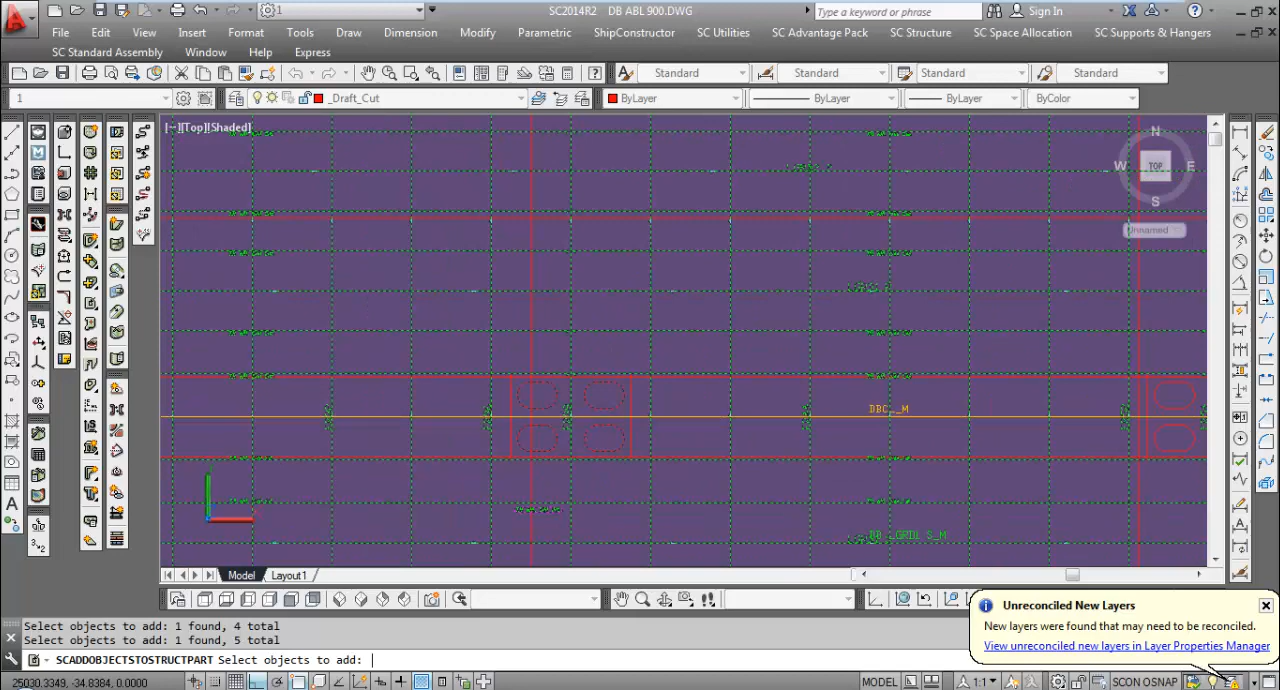 1
SC2014R2 DB ABL 900.DWG
Type a keyword or phrase
Sign In
File Edit View Insert Format Tools Draw Dimension Modify Parametric ShipConstructor SC Utilities SC Advantage Pack SC Structure SC Space Allocation SC Supports & Hangers
SC Standard Assembly Window Help Express
Standard Standard Standard Standard
1 _Draft_Cut ByLayer ByLayer ByLayer ByColor
[−][Top][Shaded]
N
W TOP E
S
Unnamed
DBC__M
Model Layout1
Unreconciled New Layers
New layers were found that may need to be reconciled.
View unreconciled new layers in Layer Properties Manager
Select objects to add: 1 found, 4 total
Select objects to add: 1 found, 5 total
SCADDOBJECTSTOSTRUCTPART Select objects to add:
25030.3349, -34.8384, 0.0000
MODEL 1:1 SCON OSNAP